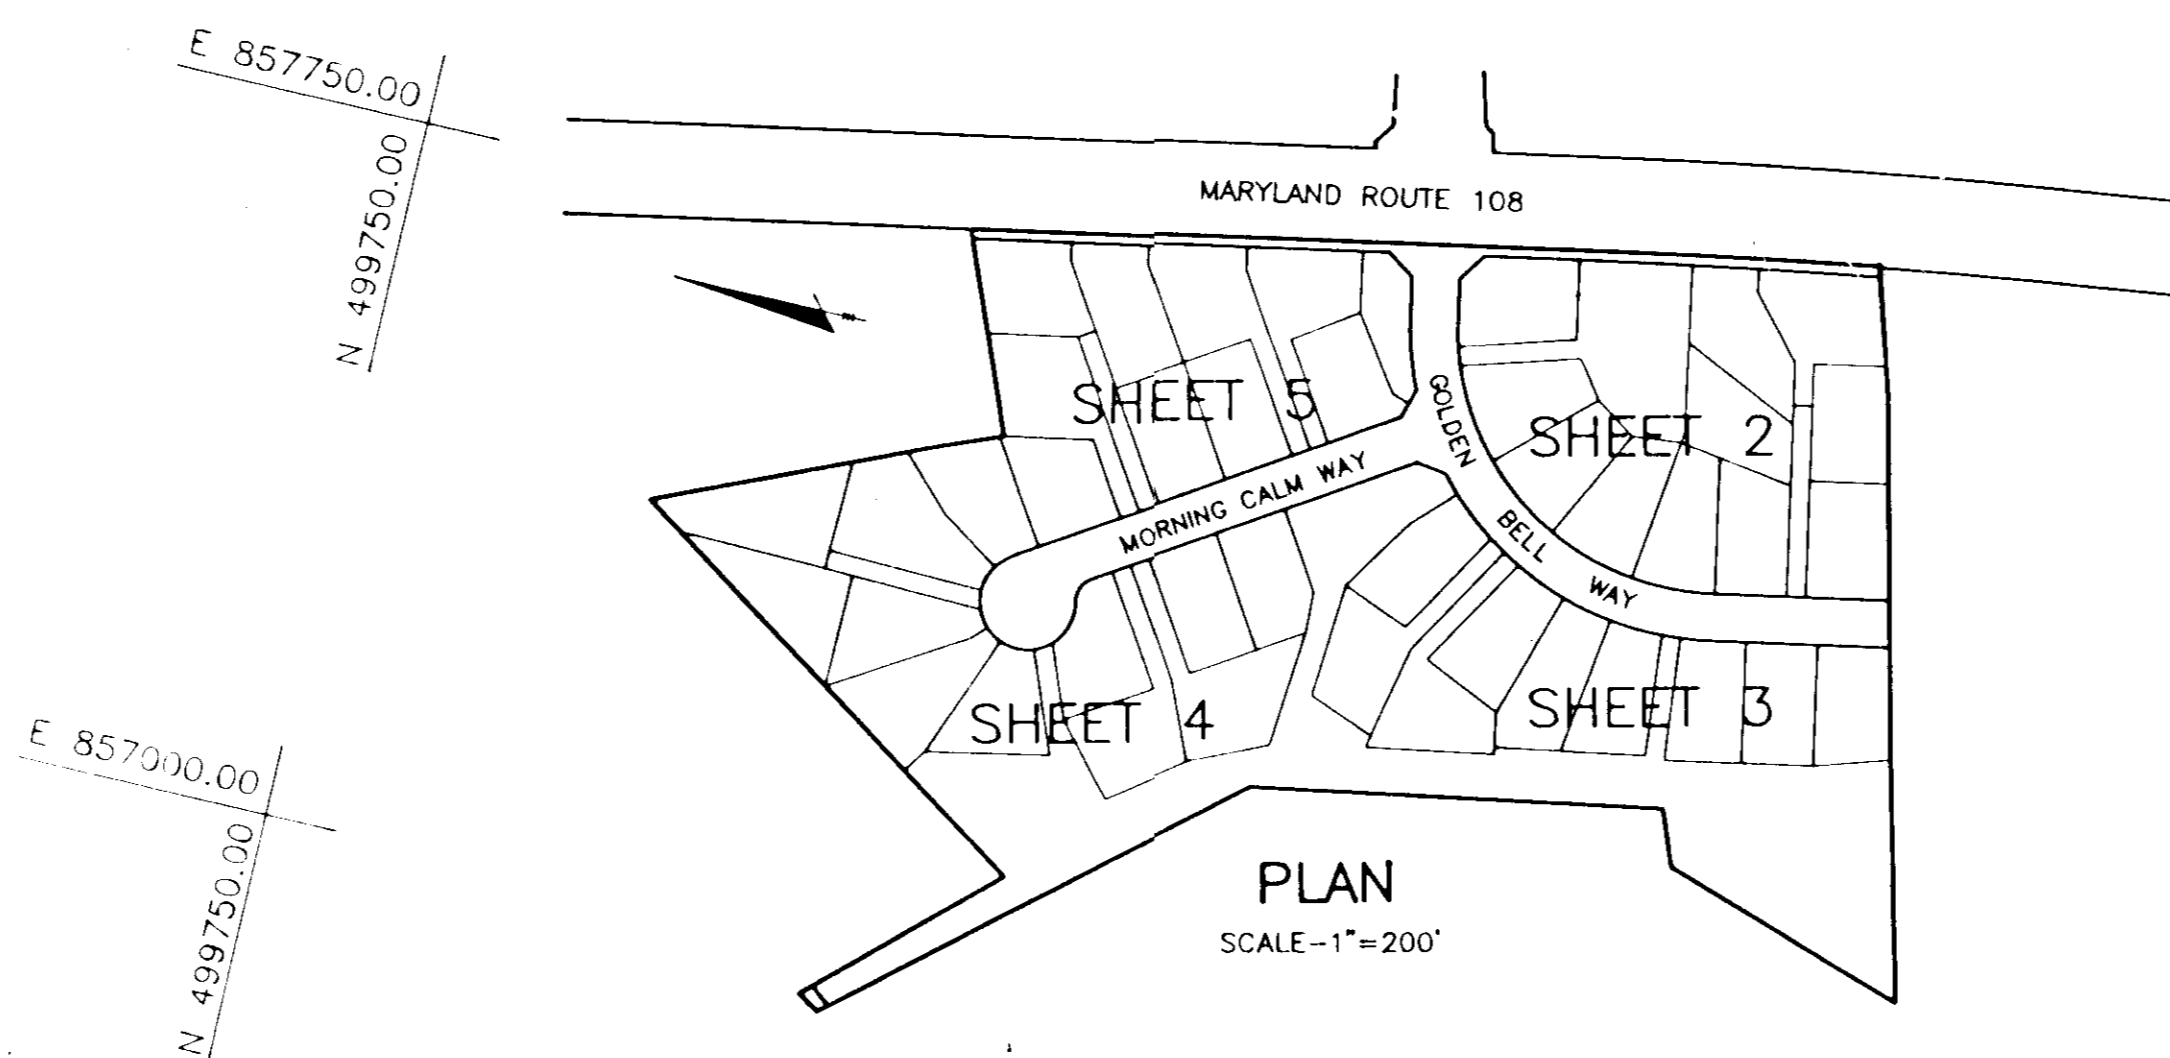 E 857750.00
N 499750.00
MARYLAND ROUTE 108
SHEET 5
GOLDEN BELL WAY
SHEET 2
MORNING CALM WAY
SHEET 4
SHEET 3
E 857000.00
N 499750.00
PLAN
SCALE-1"=200'